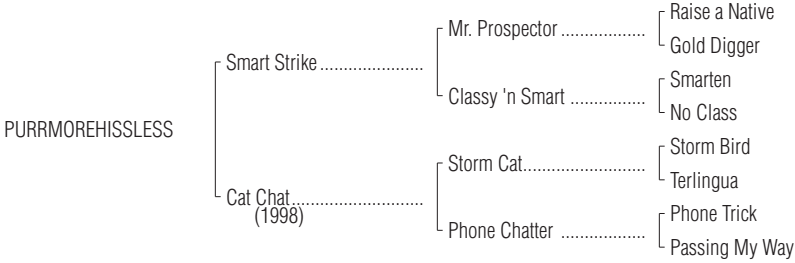 Raise a Native
Mr. Prospector ..................
Gold Digger
Smart Strike ......................
Smarten
Classy 'n Smart ................
No Class
PURRMOREHISSLESS
Storm Bird
Storm Cat..........................
Terlingua
Cat Chat............................
(1998)
Phone Trick
Phone Chatter ..................
Passing My Way